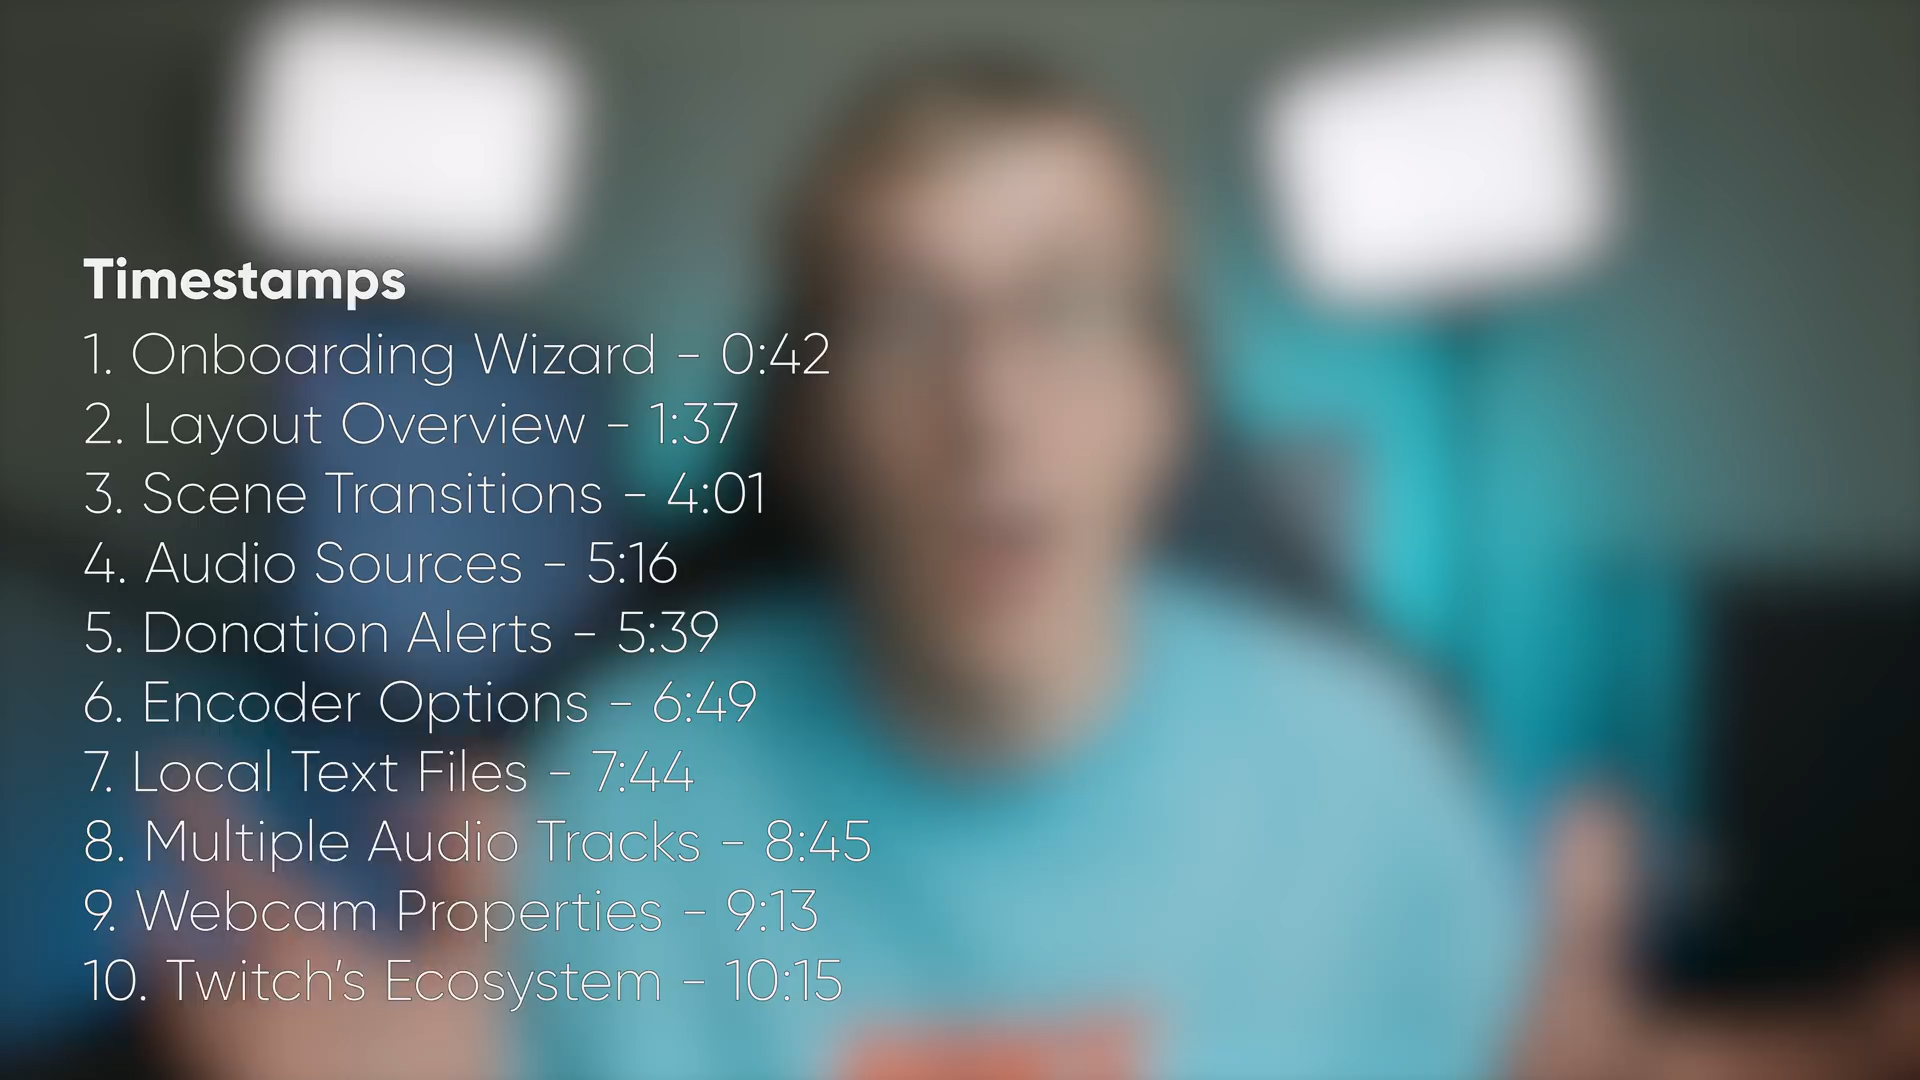 Timestamps
1. Onboarding Wizard - 0:42
2. Layout Overview - 1:37
3. Scene Transitions - 4:01
4. Audio Sources - 5:16
5. Donation Alerts - 5:39
6. Encoder Options - 6:49
7. Local Text Files - 7:44
8. Multiple Audio Tracks - 8:45
9. Webcam Properties - 9:13
10. Twitch's Ecosystem - 10:15